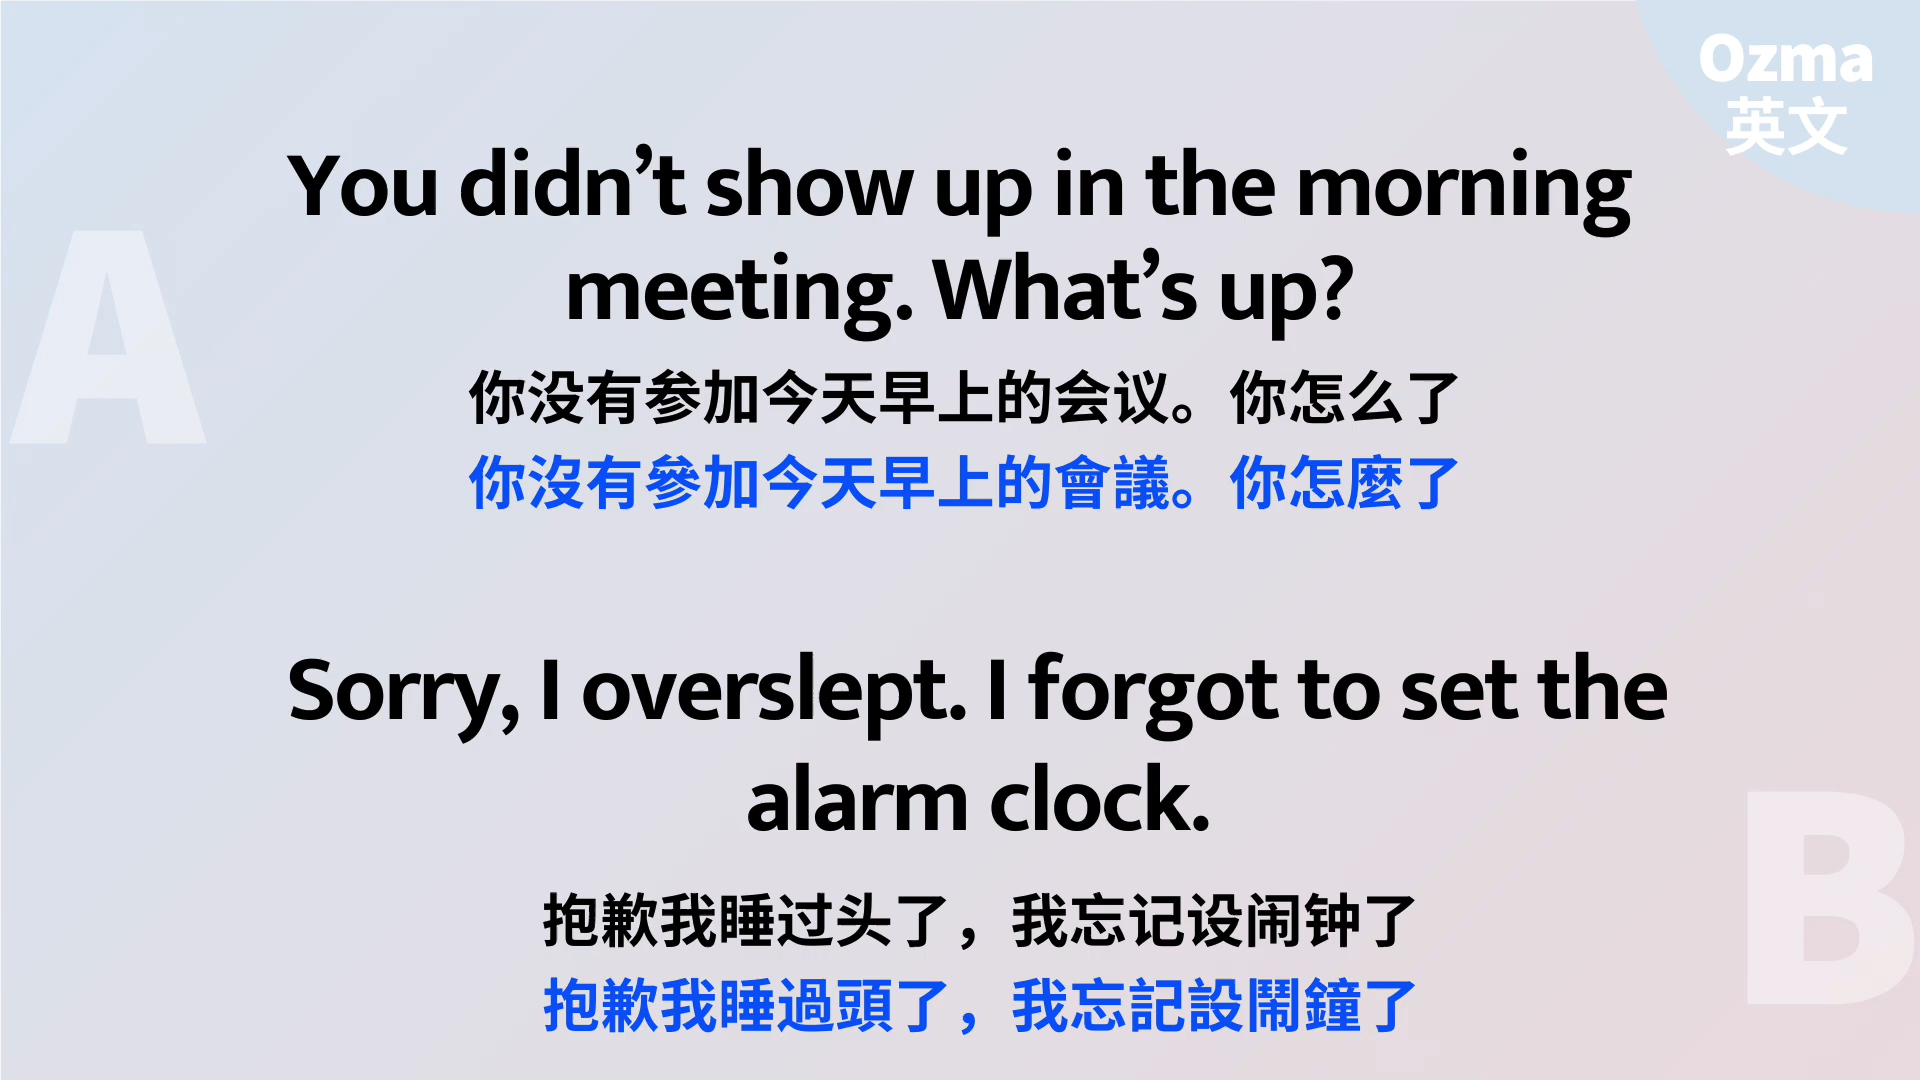 Ozma
英文
A
You didn’t show up in the morning
meeting. What’s up?
你没有参加今天早上的会议。你怎么了
你沒有參加今天早上的會議。你怎麼了
Sorry, I overslept. I forgot to set the
alarm clock.
B
抱歉我睡过头了，我忘记设闹钟了
抱歉我睡過頭了，我忘記設鬧鐘了